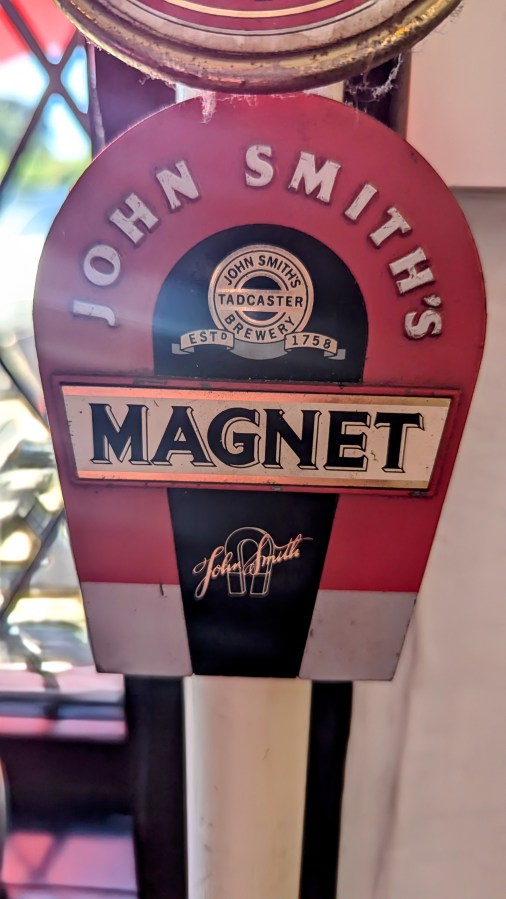 JOHN SMITH'S
JOHN SMITH'S
TADCASTER
BREWERY
ESTD 1758
MAGNET
John Smith